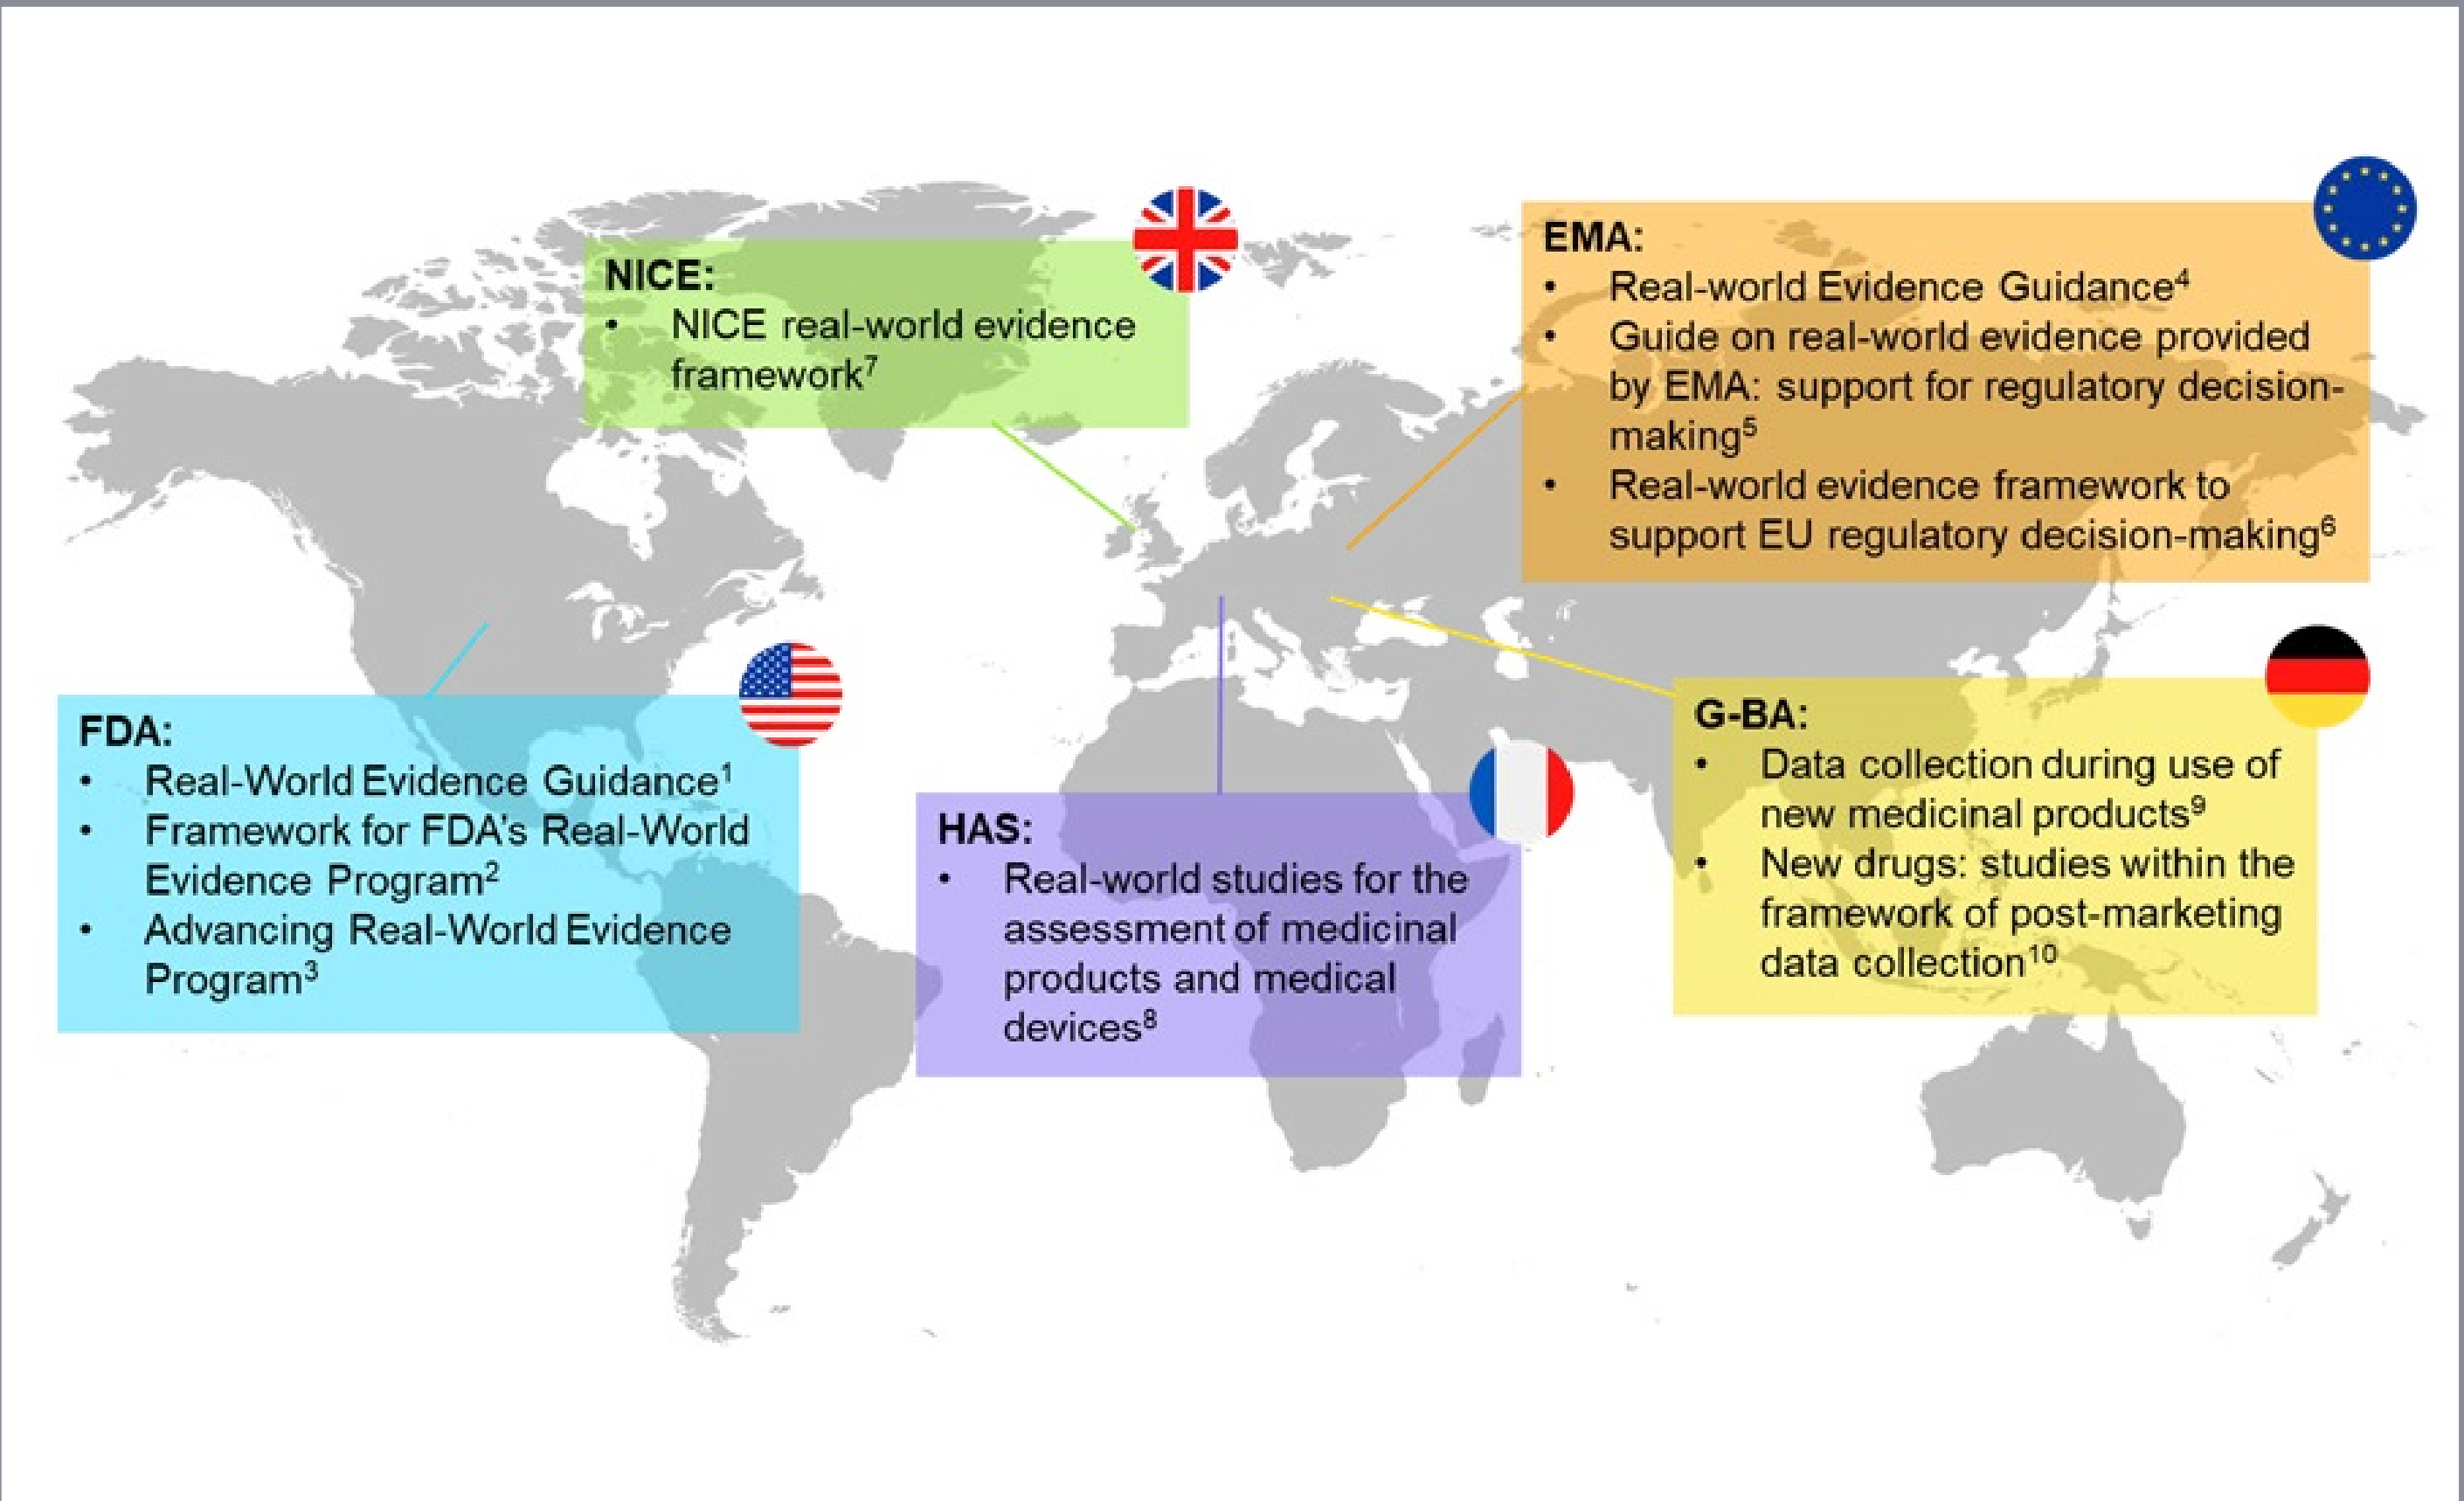 NICE:
• NICE real-world evidence
framework⁷
EMA:
• Real-world Evidence Guidance⁴
• Guide on real-world evidence provided
by EMA: support for regulatory decision-
making⁵
• Real-world evidence framework to
support EU regulatory decision-making⁶
FDA:
• Real-World Evidence Guidance¹
• Framework for FDA’s Real-World
Evidence Program²
• Advancing Real-World Evidence
Program³
HAS:
• Real-world studies for the
assessment of medicinal
products and medical
devices⁸
G-BA:
• Data collection during use of
new medicinal products⁹
• New drugs: studies within the
framework of post-marketing
data collection¹⁰